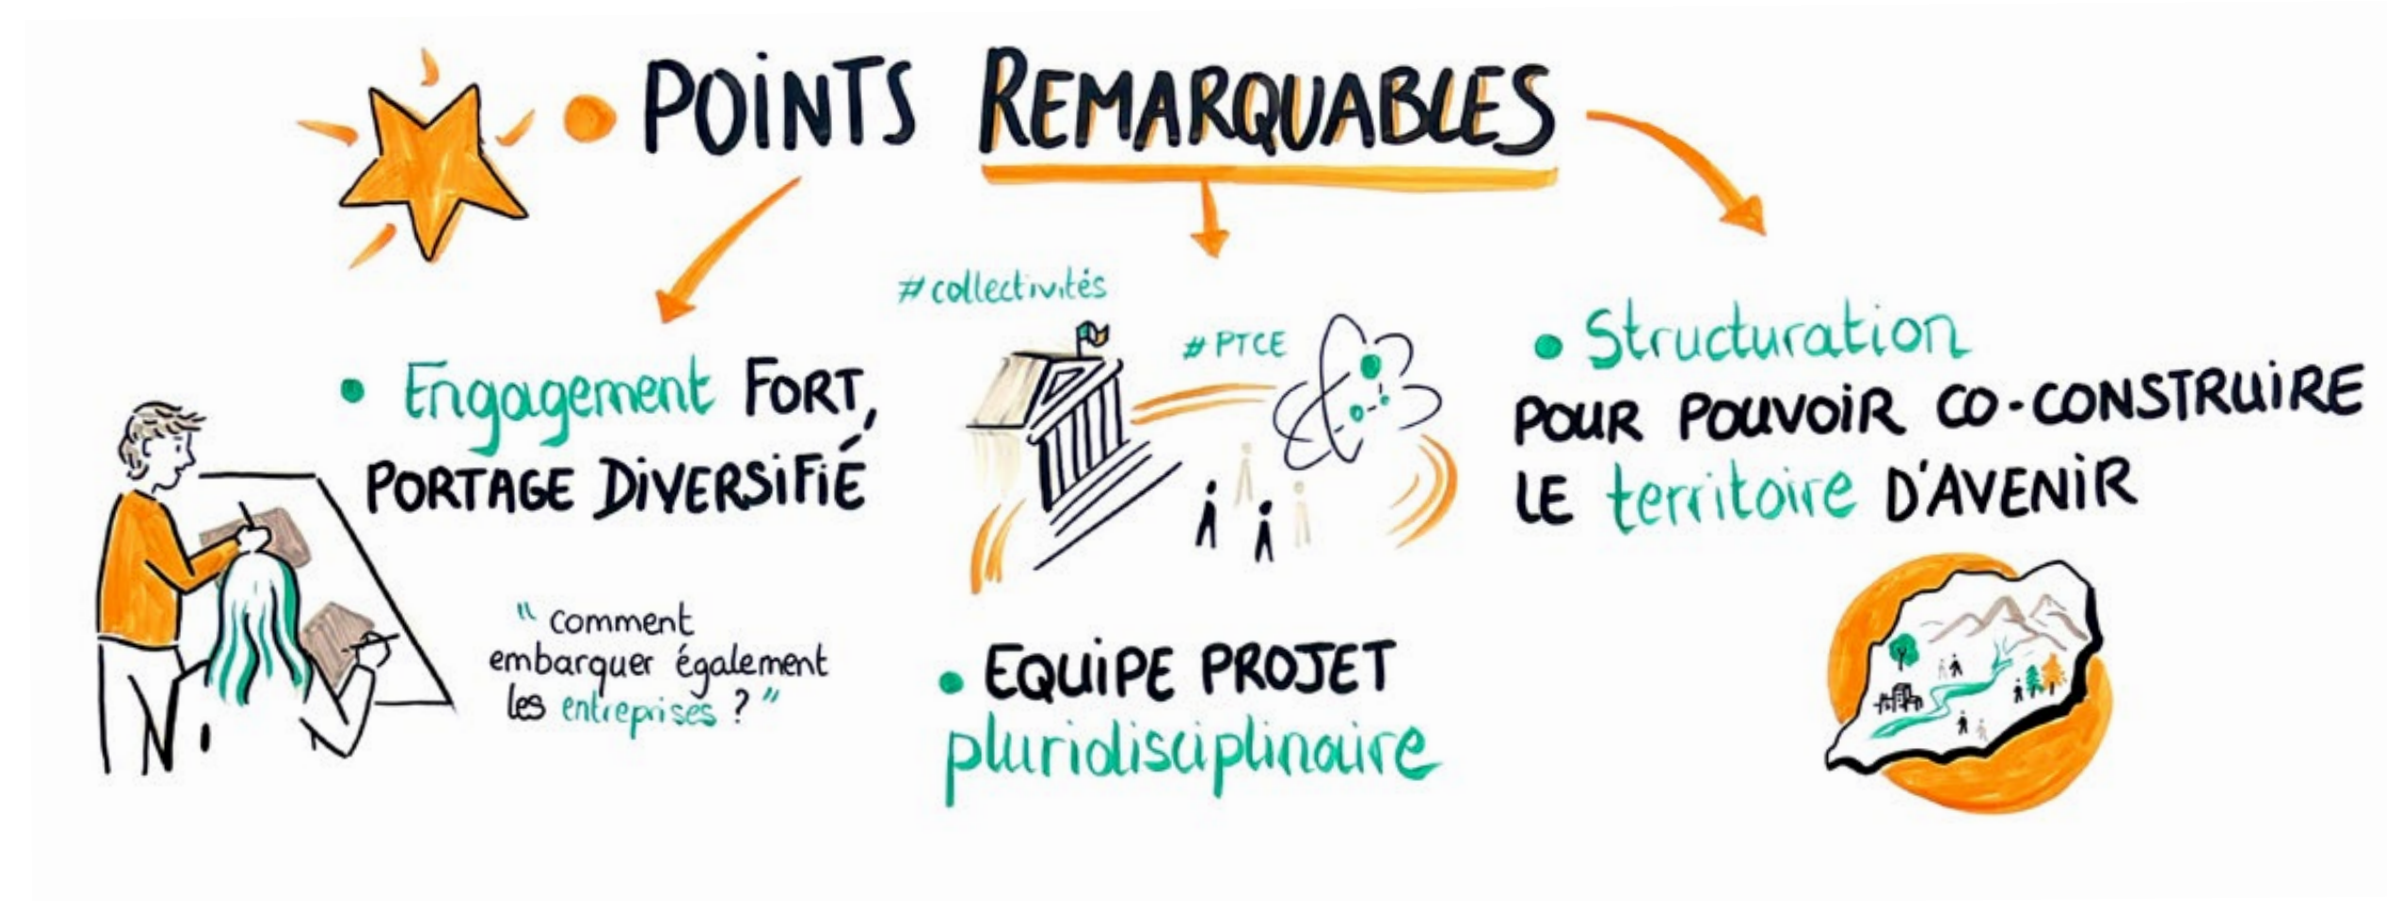 • POINTS REMARQUABLES
• Engagement FORT,
PORTAGE DIVERSIFIÉ
" comment
embarquer également
les entreprises ? "
#collectivités
# PTCE
• EQUIPE PROJET
pluridisciplinaire
• Structuration
POUR POUVOIR CO-CONSTRUIRE
LE territoire D'AVENIR